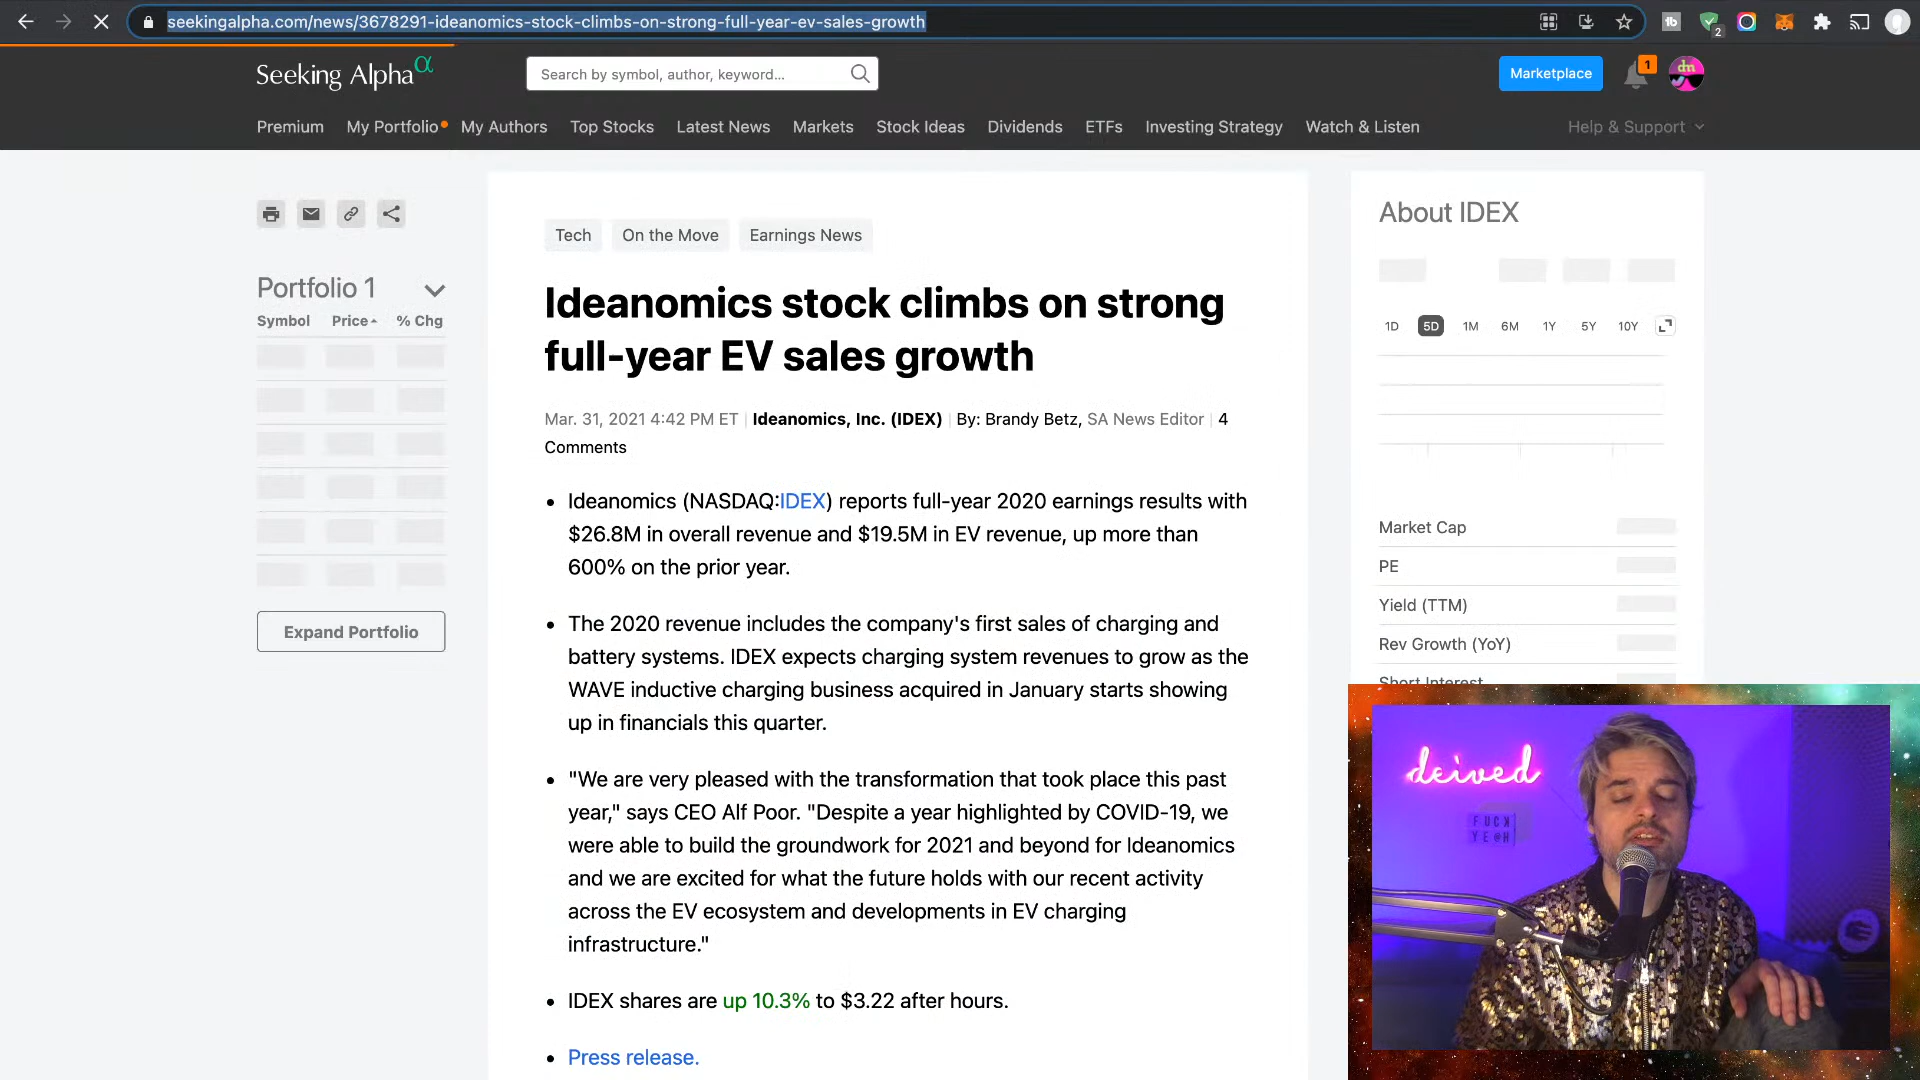 seekingalpha.com/news/3678291-ideanomics-stock-climbs-on-strong-full-year-ev-sales-growth
2
Seeking Alpha α
Search by symbol, author, keyword...
Marketplace
1
dn
Premium My Portfolio My Authors Top Stocks Latest News Markets Stock Ideas Dividends ETFs Investing Strategy Watch & Listen Help & Support
Portfolio 1
Symbol Price % Chg
Expand Portfolio
Tech On the Move Earnings News
Ideanomics stock climbs on strong
full-year EV sales growth
Mar. 31, 2021 4:42 PM ET | Ideanomics, Inc. (IDEX) | By: Brandy Betz, SA News Editor | 4
Comments
• Ideanomics (NASDAQ:IDEX) reports full-year 2020 earnings results with
$26.8M in overall revenue and $19.5M in EV revenue, up more than
600% on the prior year.
• The 2020 revenue includes the company's first sales of charging and
battery systems. IDEX expects charging system revenues to grow as the
WAVE inductive charging business acquired in January starts showing
up in financials this quarter.
• "We are very pleased with the transformation that took place this past
year," says CEO Alf Poor. "Despite a year highlighted by COVID-19, we
were able to build the groundwork for 2021 and beyond for Ideanomics
and we are excited for what the future holds with our recent activity
across the EV ecosystem and developments in EV charging
infrastructure."
• IDEX shares are up 10.3% to $3.22 after hours.
• Press release.
About IDEX
1D 5D 1M 6M 1Y 5Y 10Y
Market Cap
PE
Yield (TTM)
Rev Growth (YoY)
Short Interest
deived
FUCK
YE@H